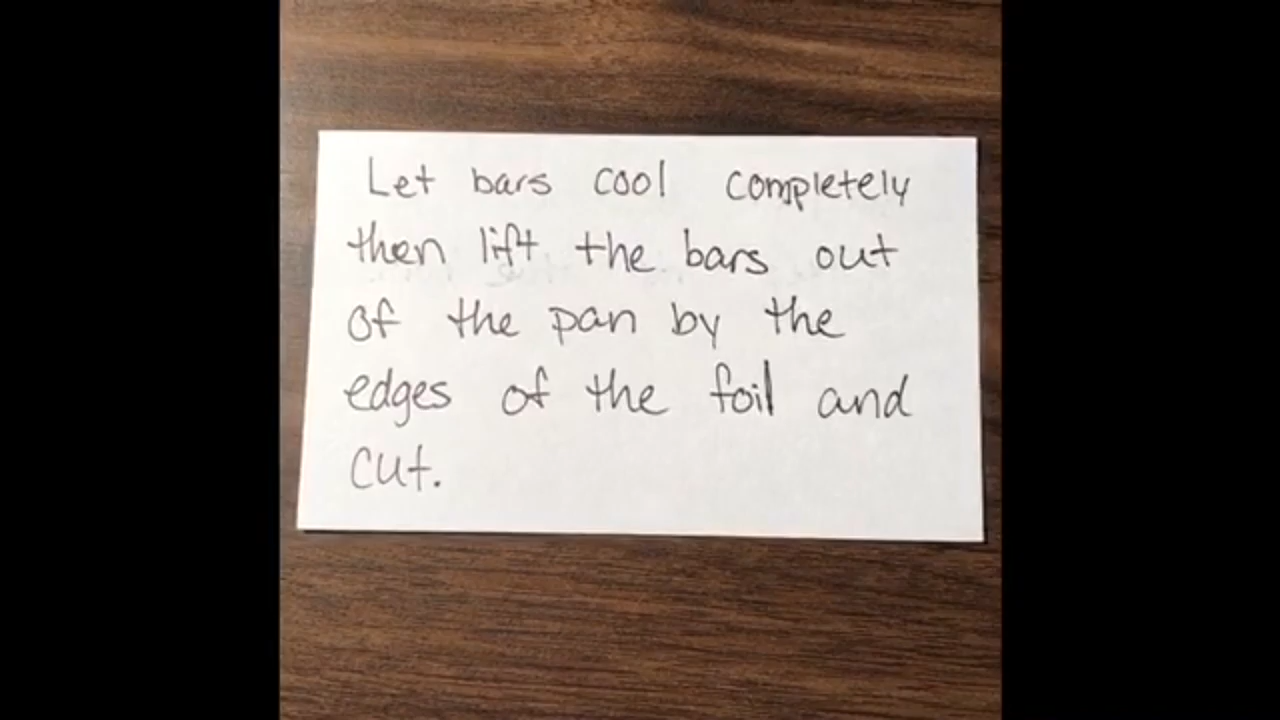 Let bars cool completely
then lift the bars out
of the pan by the
edges of the foil and
cut.